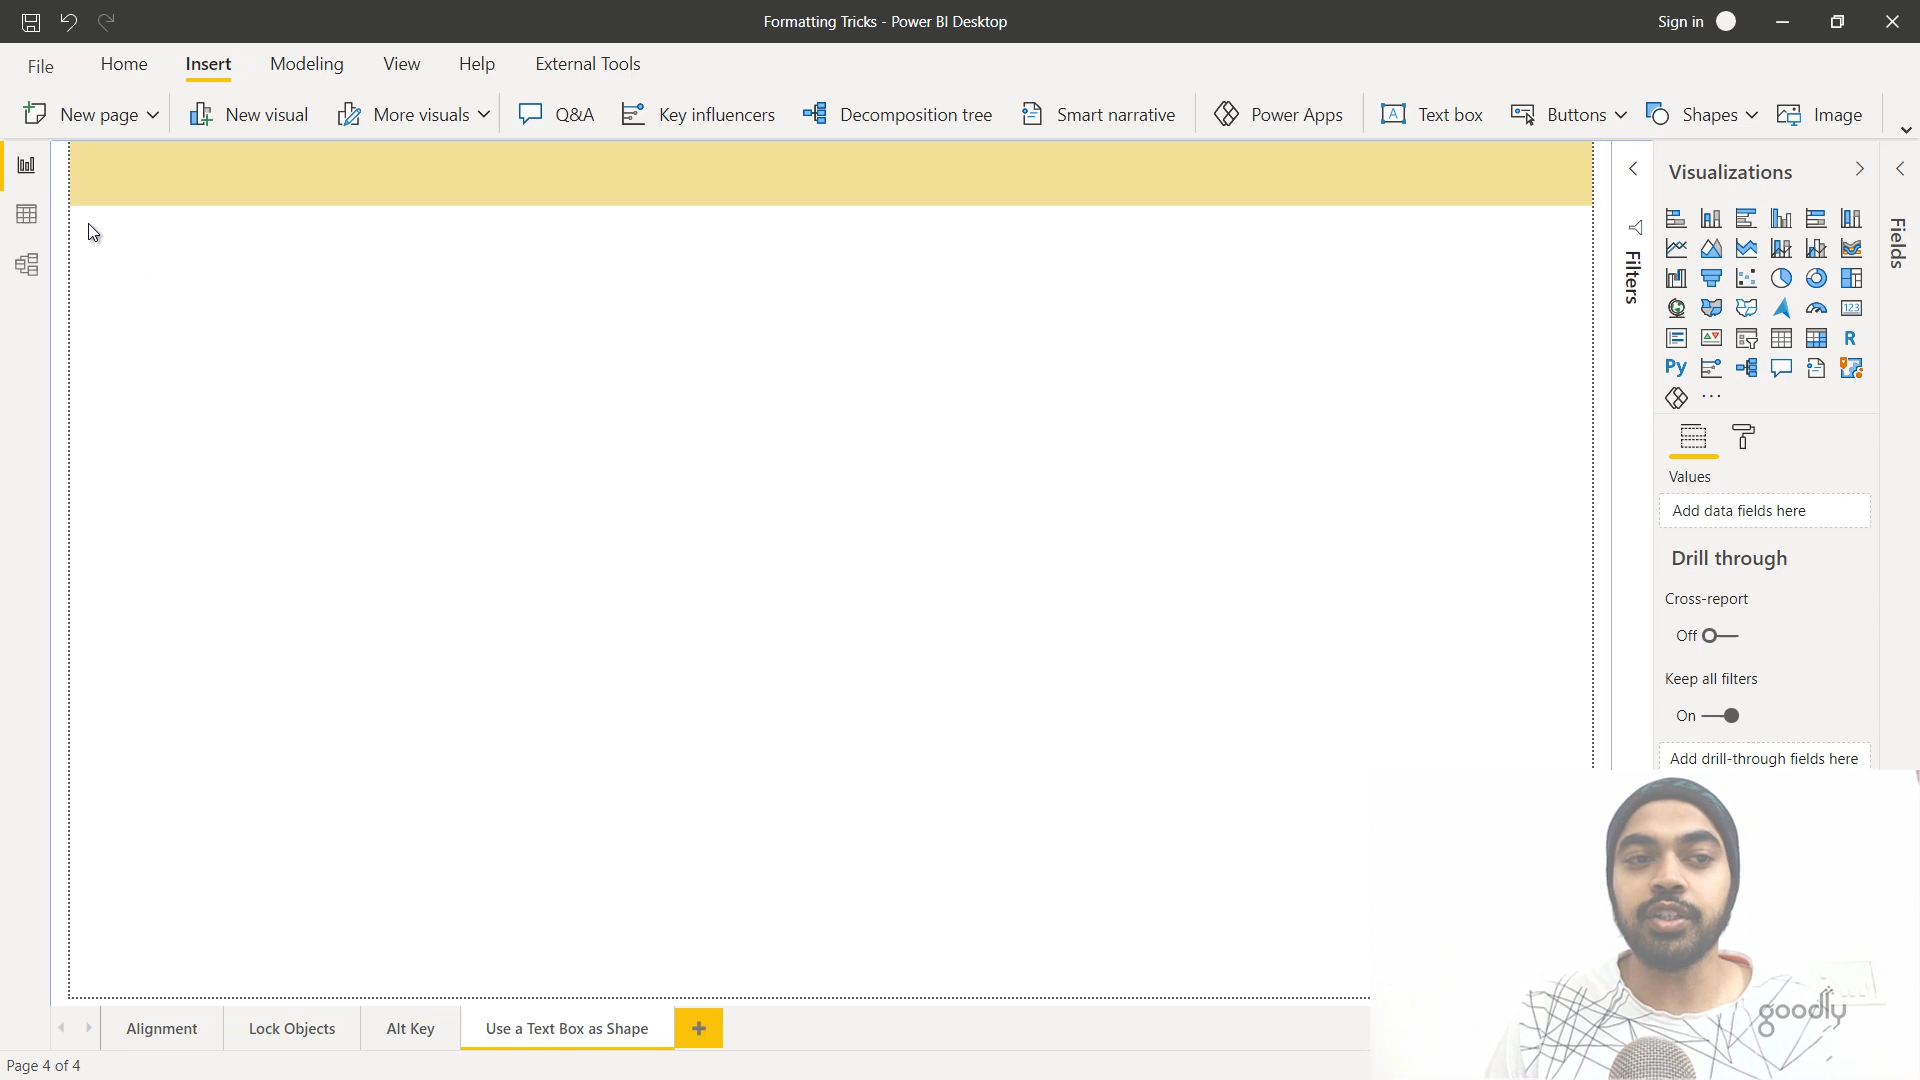 Formatting Tricks - Power BI Desktop
Sign in
File
Home
Insert
Modeling
View
Help
External Tools
New page
New visual
More visuals
Q&A
Key influencers
Decomposition tree
Smart narrative
Power Apps
Text box
Buttons
Shapes
Image
Filters
Visualizations
Fields
123
R
Py
Values
Add data fields here
Drill through
Cross-report
Off
Keep all filters
On
Add drill-through fields here
goodly
Alignment
Lock Objects
Alt Key
Use a Text Box as Shape
Page 4 of 4